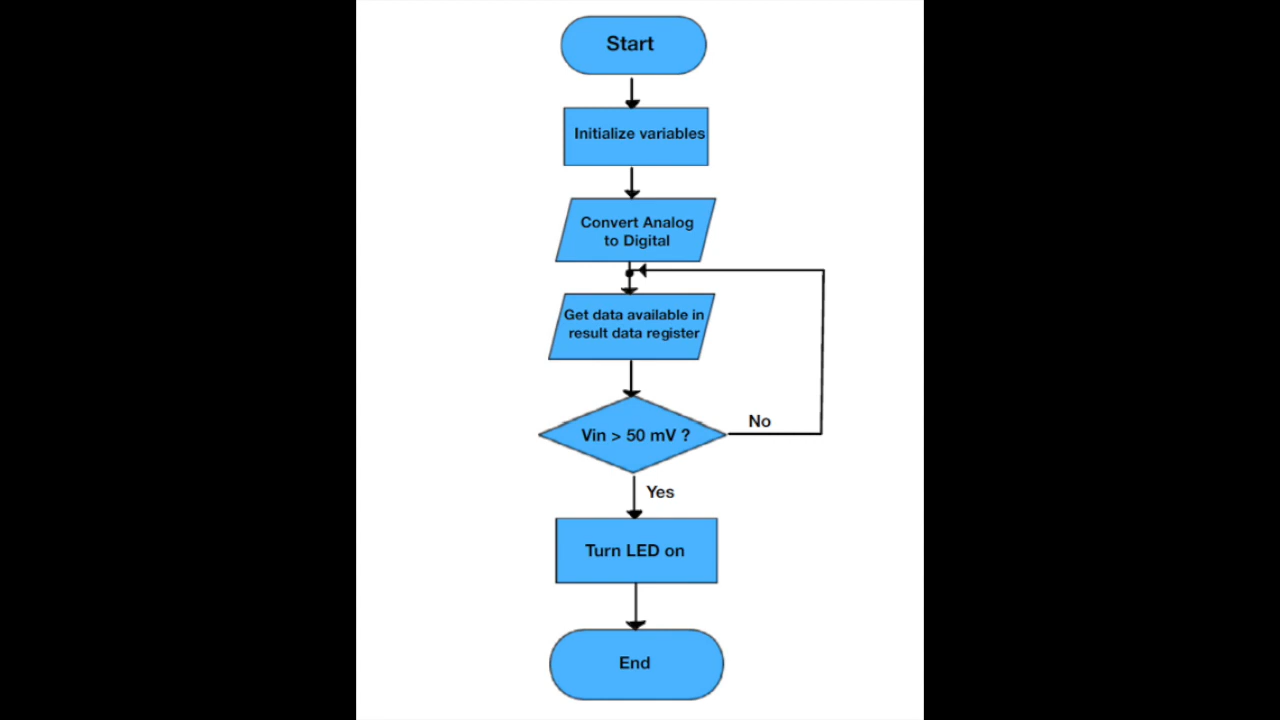 Start
Initialize variables
Convert Analog
to Digital
Get data available in
result data register
Vin > 50 mV ?
No
Yes
Turn LED on
End